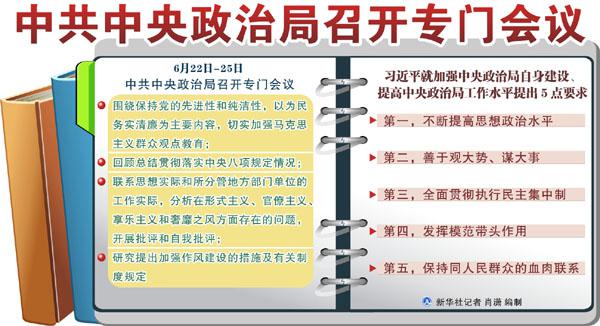 中共中央政治局召开专门会议
6月22日-25日
中共中央政治局召开专门会议
围绕保持党的先进性和纯洁性，以为民
务实清廉为主要内容，切实加强马克思
主义群众观点教育；
回顾总结贯彻落实中央八项规定情况；
联系思想实际和所分管地方部门单位的
工作实际，分析在形式主义、官僚主义、
享乐主义和奢靡之风方面存在的问题，
开展批评和自我批评；
研究提出加强作风建设的措施及有关制
度规定
习近平就加强中央政治局自身建设、
提高中央政治局工作水平提出5点要求
第一，不断提高思想政治水平
第二，善于观大势、谋大事
第三，全面贯彻执行民主集中制
第四，发挥模范带头作用
第五，保持同人民群众的血肉联系
新华社记者 肖潇 编制